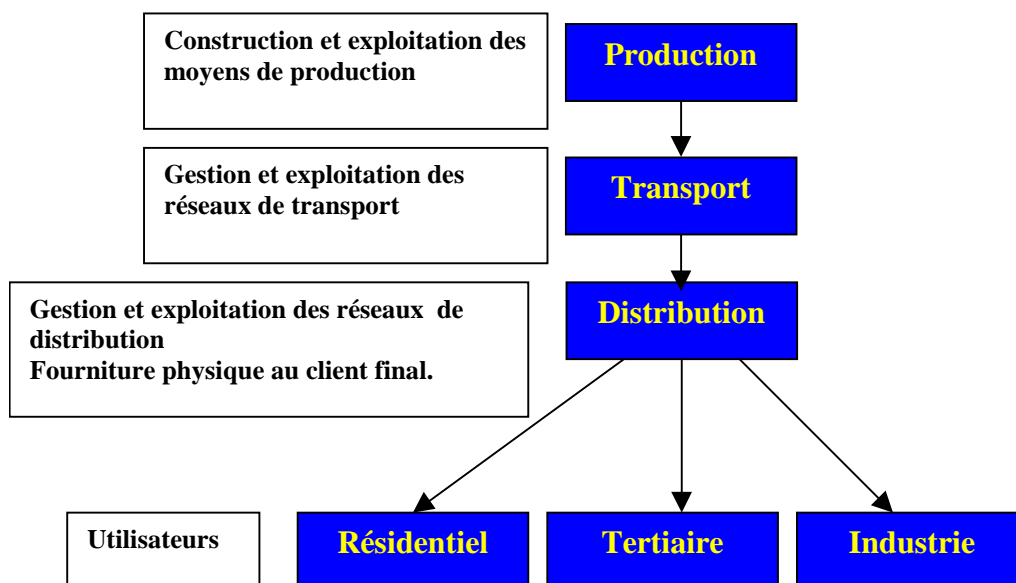 Construction et exploitation des
moyens de production
Production
Gestion et exploitation des
réseaux de transport
Transport
Gestion et exploitation des réseaux de
distribution
Fourniture physique au client final.
Distribution
Utilisateurs
Résidentiel
Tertiaire
Industrie